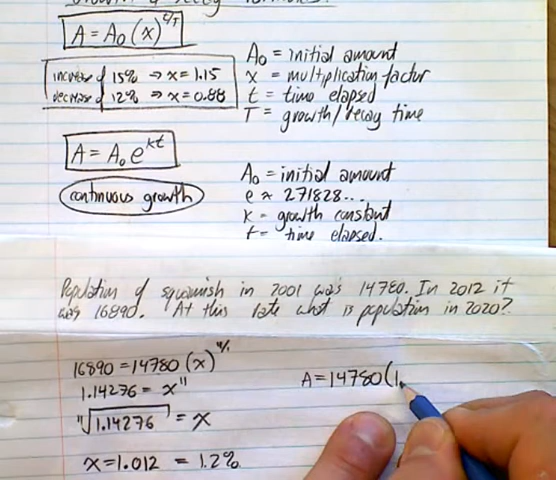 A = A₀(x)^t/T
increase of 15% → x = 1.15
decrease of 12% → x = 0.88
A₀ = initial amount
x = multiplication factor
t = time elapsed
T = growth/decay time
A = A₀e^kt
continuous growth
A₀ = initial amount
e ≈ 271828...
k = growth constant
t = time elapsed.
Population of squamish in 2001 was 14780. In 2012 it
was 16890. At this rate what is population in 2020?
16890 = 14780(x)^11/1
1.14276 = x^11
¹¹√1.14276 = x
x = 1.012 = 1.2%
A = 14780(1.